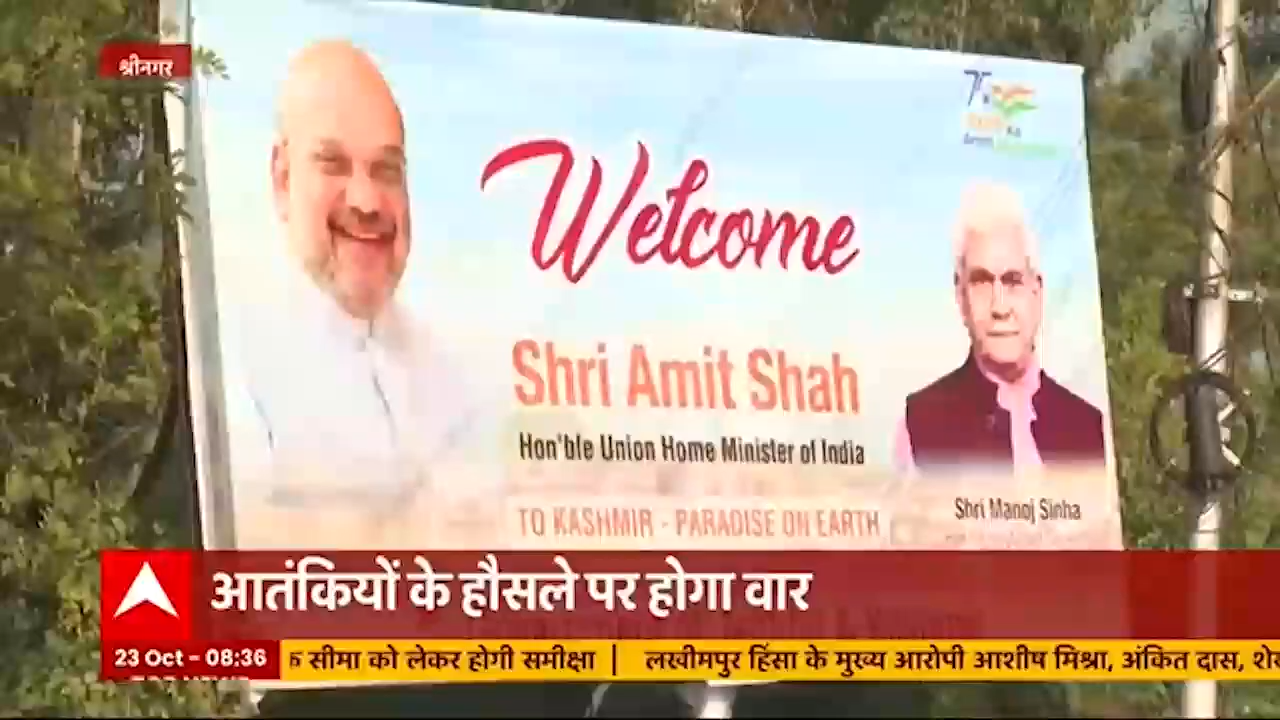 श्रीनगर
Welcome
Shri Amit Shah
Hon'ble Union Home Minister of India
TO KASHMIR - PARADISE ON EARTH
Shri Manoj Sinha
आतंकियों के हौसले पर होगा वार
23 Oct - 08:36
सीमा को लेकर होगी समीक्षा | लखीमपुर हिंसा के मुख्य आरोपी आशीष मिश्रा, अंकित दास,